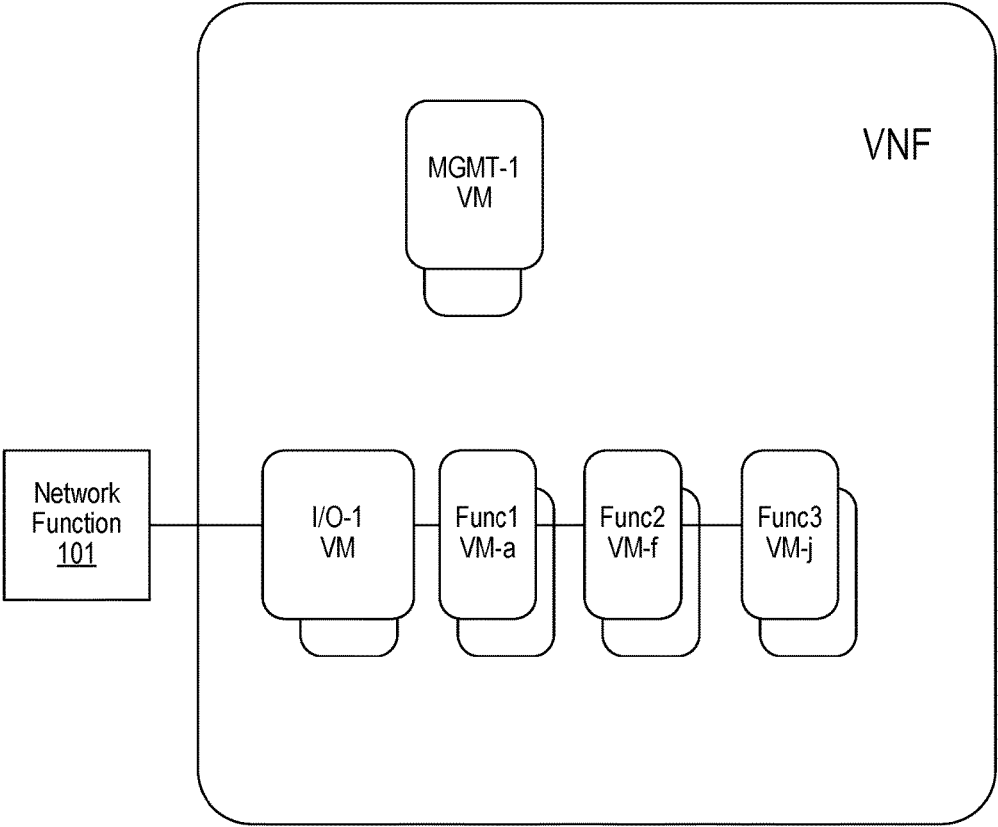 VNF
MGMT-1
VM
Network
Function
101
I/O-1
VM
Func1
VM-a
Func2
VM-f
Func3
VM-j